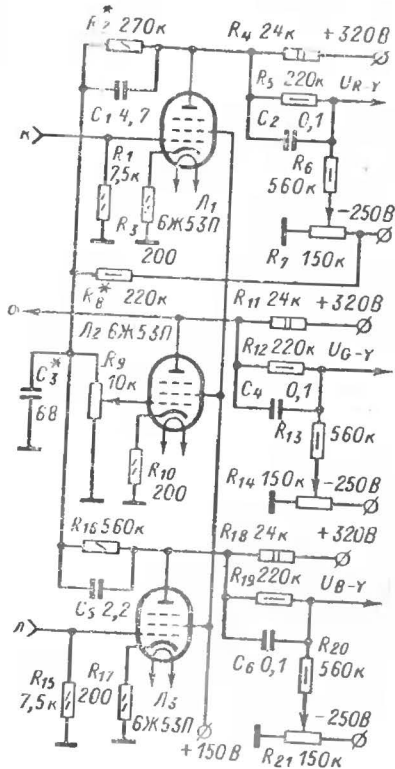 R₂* 270к
R₄ 24к +320В
R₅ 220к U_R-Y
C₁ 4,7
C₂ 0,1
К
R₁
7,5к
R₆
560к
Л₁
6Ж53П
R₃
200
-250В
R₇ 150к
R₈* 220к
R₁₁ 24к +320В
Л₂ 6Ж53П
R₁₂ 220к U_G-Y
C₃*
68
R₉
10к
C₄ 0,1
R₁₃
560к
R₁₀
200
R₁₄ 150к -250В
R₁₆ 560к
R₁₈ 24к +320В
R₁₉ 220к U_B-Y
C₅ 2,2
Л
C₆ 0,1
R₂₀
560к
R₁₅
7,5к
R₁₇
200
Л₃
6Ж53П
+150В
-250В
R₂₁ 150к